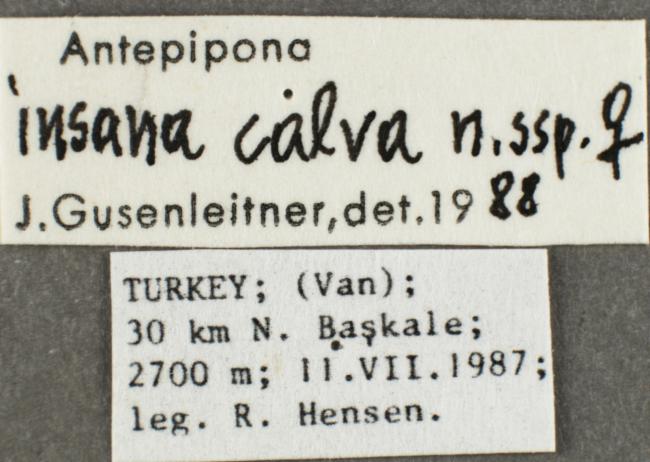 Antepipona
insana calva n.ssp. ♀
J.Gusenleitner,det.1988
TURKEY; (Van);
30 km N. Başkale;
2700 m; 11.VII.1987;
leg. R. Hensen.